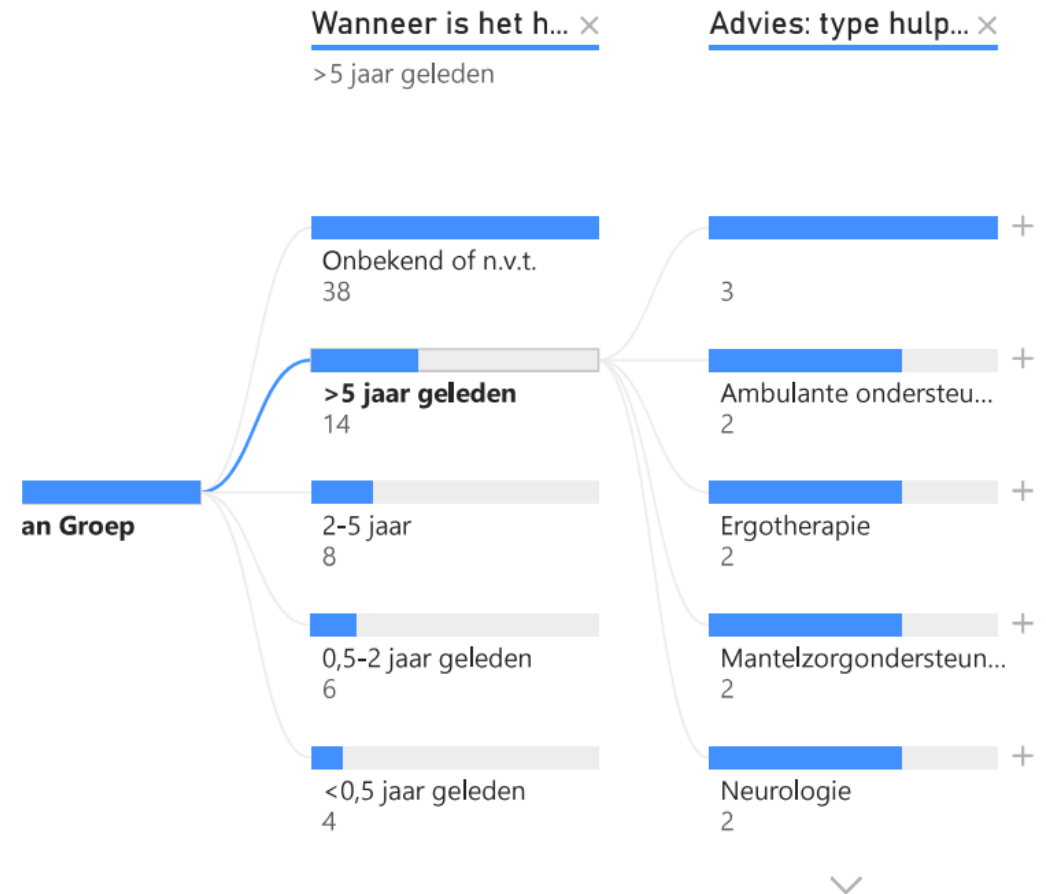 Wanneer is het h...
Advies: type hulp...
>5 jaar geleden
an Groep
Onbekend of n.v.t.
38
>5 jaar geleden
14
2-5 jaar
8
0,5-2 jaar geleden
6
<0,5 jaar geleden
4
3
Ambulante ondersteu...
2
Ergotherapie
2
Mantelzorgondersteun...
2
Neurologie
2